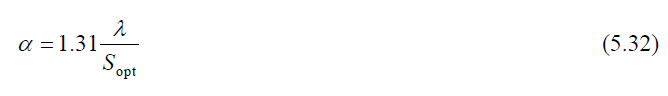 α = 1.31 λ / S_opt (5.32)